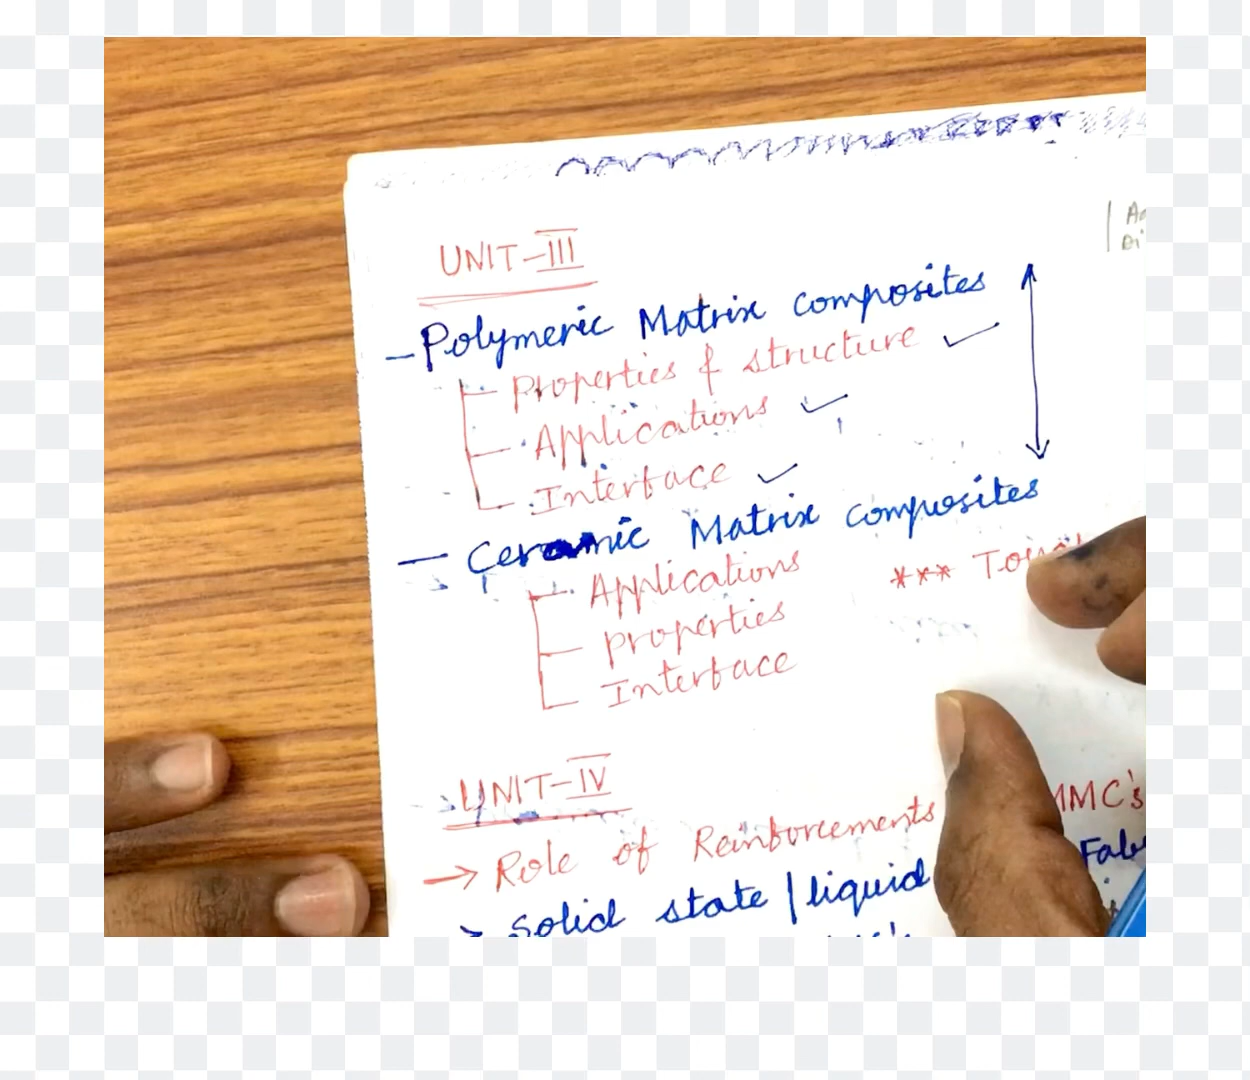 UNIT-III
- Polymeric Matrix composites
Properties & structure ✓
Applications ✓
Interface ✓
- Ceramic Matrix composites
Applications
***
Properties
Interface
UNIT-IV
→ Role of Reinforcements MMC's
Solid state / liquid